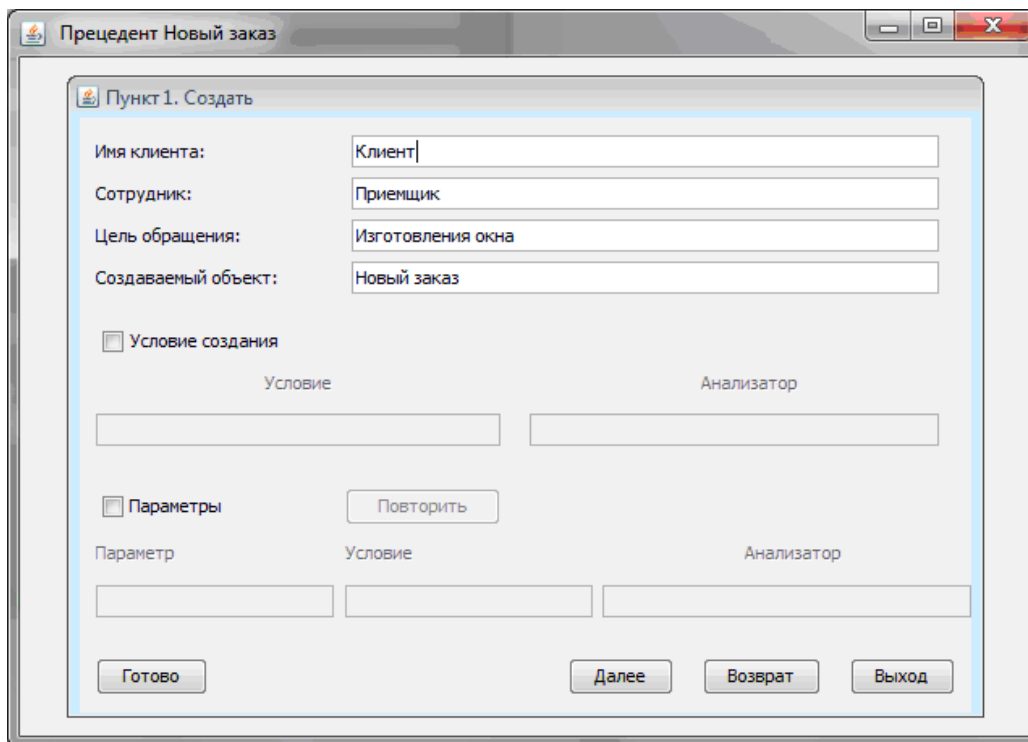 Прецедент Новый заказ
Пункт 1. Создать
Имя клиента: Клиент
Сотрудник: Приемщик
Цель обращения: Изготовления окна
Создаваемый объект: Новый заказ
Условие создания
Условие Анализатор
Параметры Повторить
Параметр Условие Анализатор
Готово Далее Возврат Выход